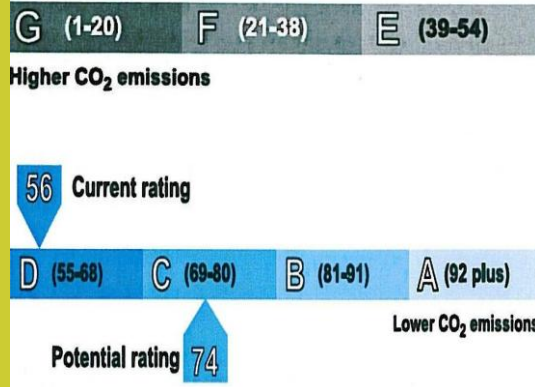 G (1-20) F (21-38) E (39-54)
Higher CO₂ emissions
56 Current rating
D (55-68) C (69-80) B (81-91) A (92 plus)
Lower CO₂ emissions
Potential rating 74